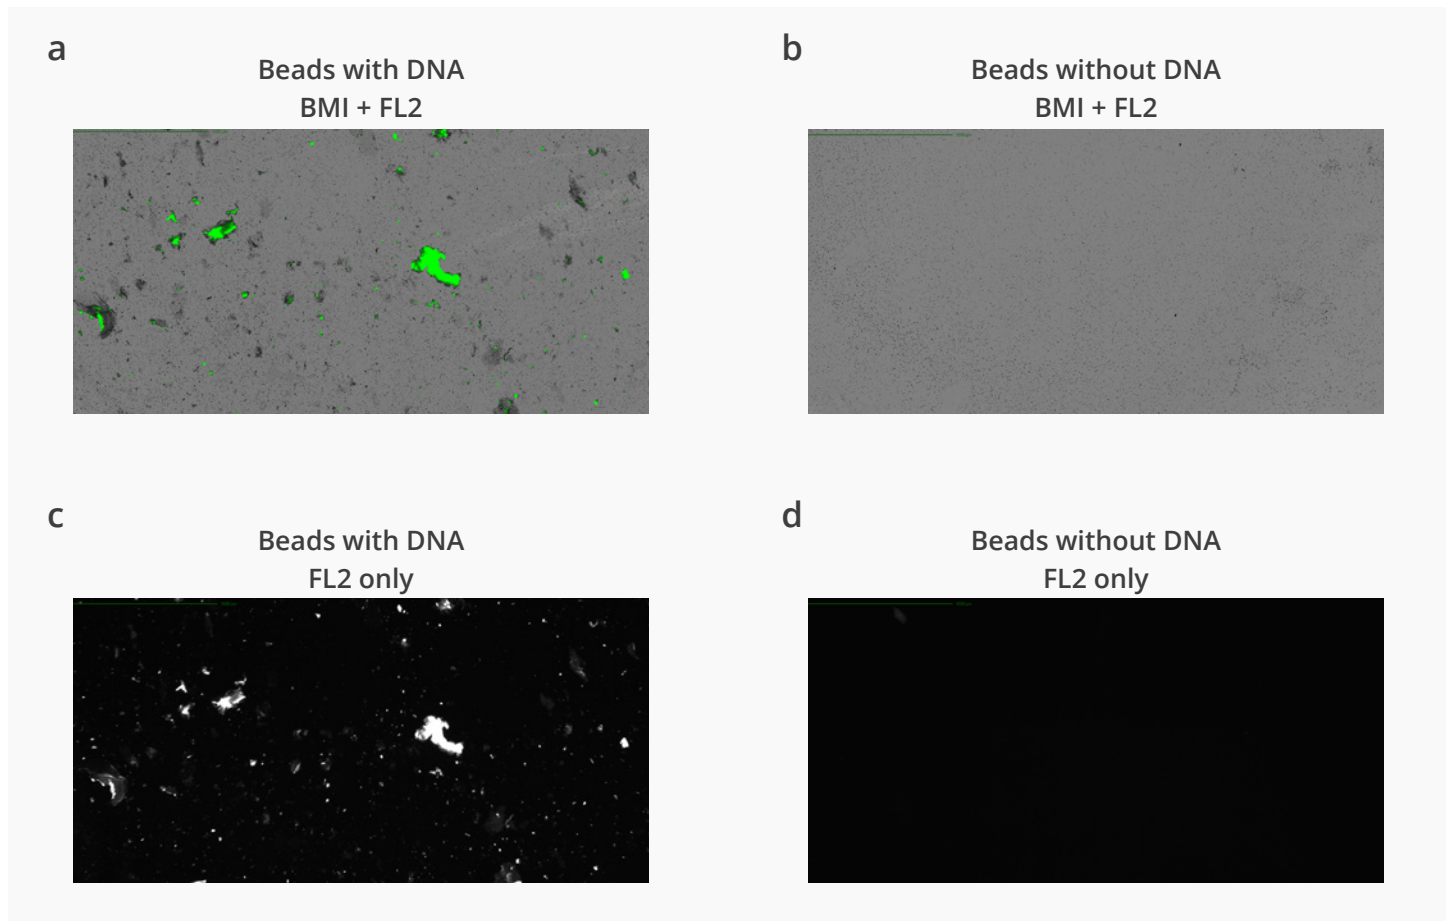 a
Beads with DNA
BMI + FL2
b
Beads without DNA
BMI + FL2
c
Beads with DNA
FL2 only
d
Beads without DNA
FL2 only